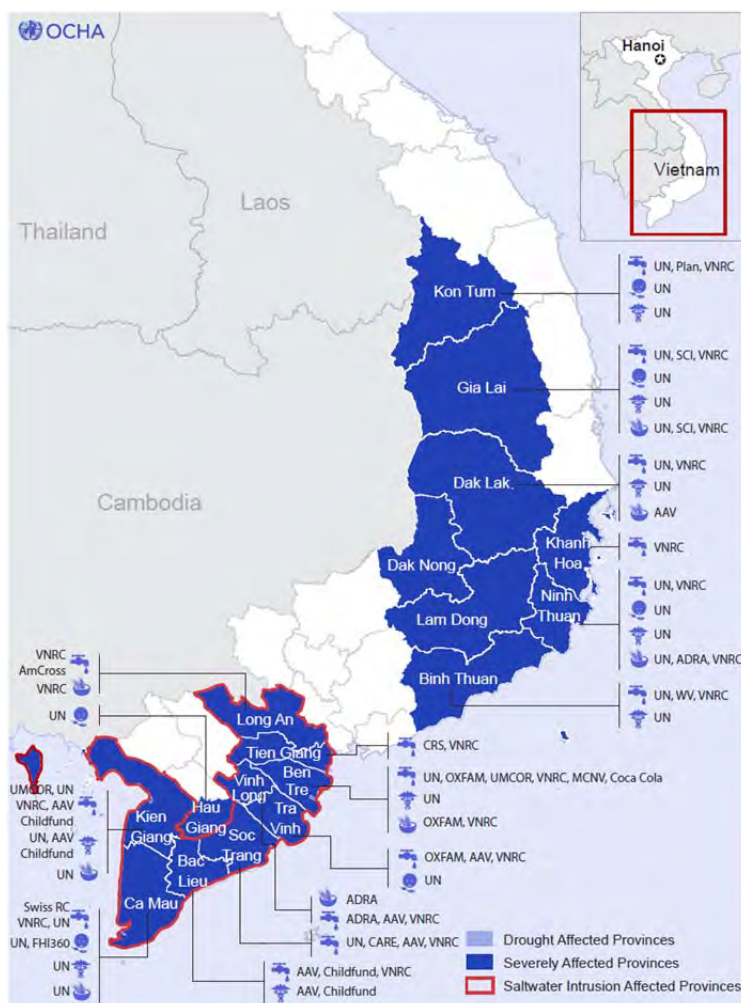 OCHA
Hanoi
Vietnam
Laos
Thailand
Cambodia
Kon Tum
Gia Lai
Dak Lak
Khanh
Hoa
Dak Nong
Ninh
Thuan
Lam Dong
Binh Thuan
UN, Plan, VNRC
UN
UN
UN, SCI, VNRC
UN
UN
UN, SCI, VNRC
UN, VNRC
UN
AAV
VNRC
UN, VNRC
UN
UN
UN, ADRA, VNRC
UN, WV, VNRC
UN
VNRC
AmCross
VNRC
UN
Long An
Tien Giang
Ben
Tre
Vinh
Long
Tra
Vinh
Hau
Giang
Kien
Giang
Soc
Trang
Bac
Lieu
Ca Mau
CRS, VNRC
UN, OXFAM, UMCOR, VNRC, MCNV, Coca Cola
UN
OXFAM, VNRC
OXFAM, AAV, VNRC
UN
UMCOR, UN
VNRC, AAV
Childfund
UN, AAV
Childfund
UN
Swiss RC
VNRC, UN
UN, FHI360
UN
UN
ADRA
ADRA, AAV, VNRC
UN, CARE, AAV, VNRC
AAV, Childfund, VNRC
AAV, Childfund
Drought Affected Provinces
Severely Affected Provinces
Saltwater Intrusion Affected Provinces